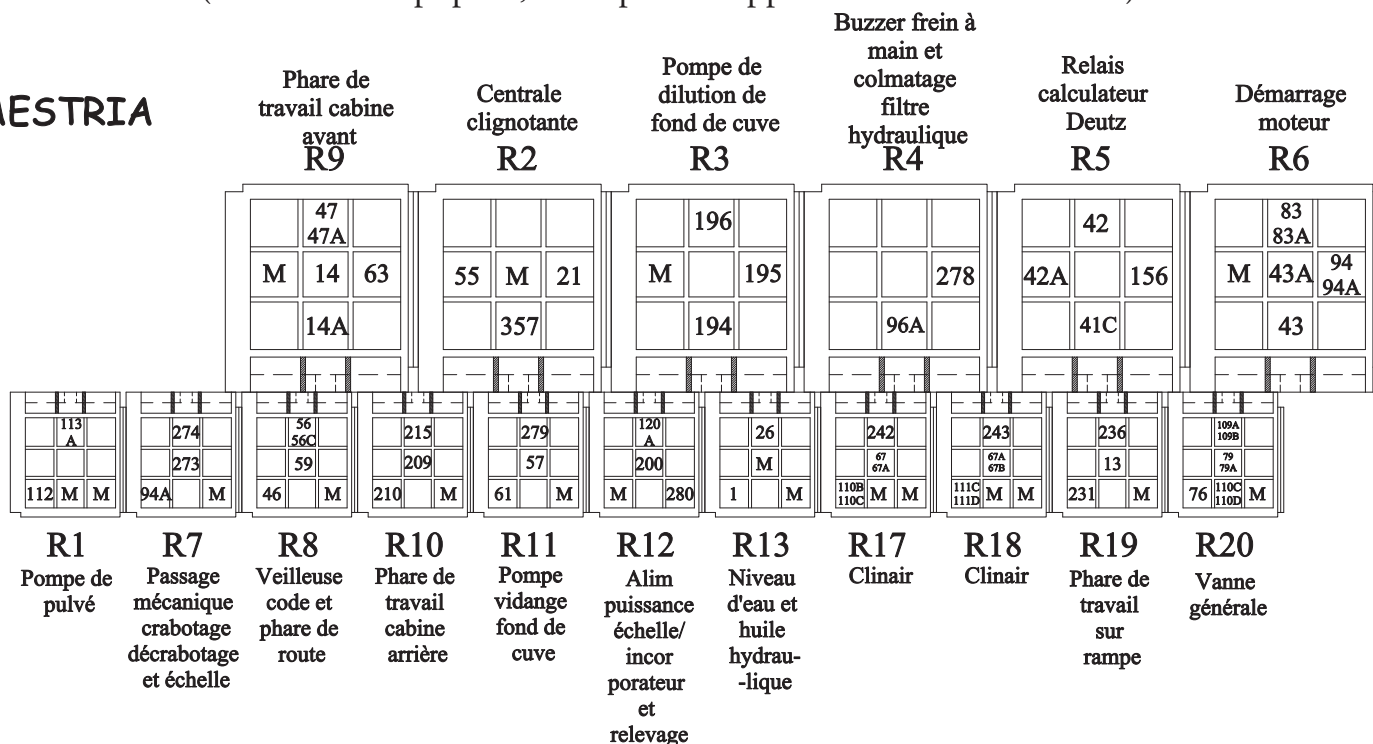 MESTRIA
Phare de
travail cabine
avant
R9
Centrale
clignotante
R2
Pompe de
dilution de
fond de cuve
R3
Buzzer frein à
main et
colmatage
filtre
hydraulique
R4
Relais
calculateur
Deutz
R5
Démarrage
moteur
R6
47
47A
M 14 63
14A
55 M 21
357
196
M 195
194
278
96A
42
42A 156
41C
83
83A
M 43A 94
94A
43
113
A
112 M M
274
273
94A M
56
56C
59
46 M
215
209
210 M
279
57
61 M
120
A
200
M 280
26
M
1 M
242
67
67A
110B
110C M M
243
67A
67B
111C
111D M M
236
13
231 M
109A
109B
79
79A
76 110C
110D M
R1
Pompe de
pulvé
R7
Passage
mécanique
crabotage
décrabotage
et échelle
R8
Veilleuse
code et
phare de
route
R10
Phare de
travail
cabine
arrière
R11
Pompe
vidange
fond de
cuve
R12
Alim
puissance
échelle/
incor
porateur
et
relevage
R13
Niveau
d'eau et
huile
hydrau-
-lique
R17
Clinair
R18
Clinair
R19
Phare de
travail
sur
rampe
R20
Vanne
générale